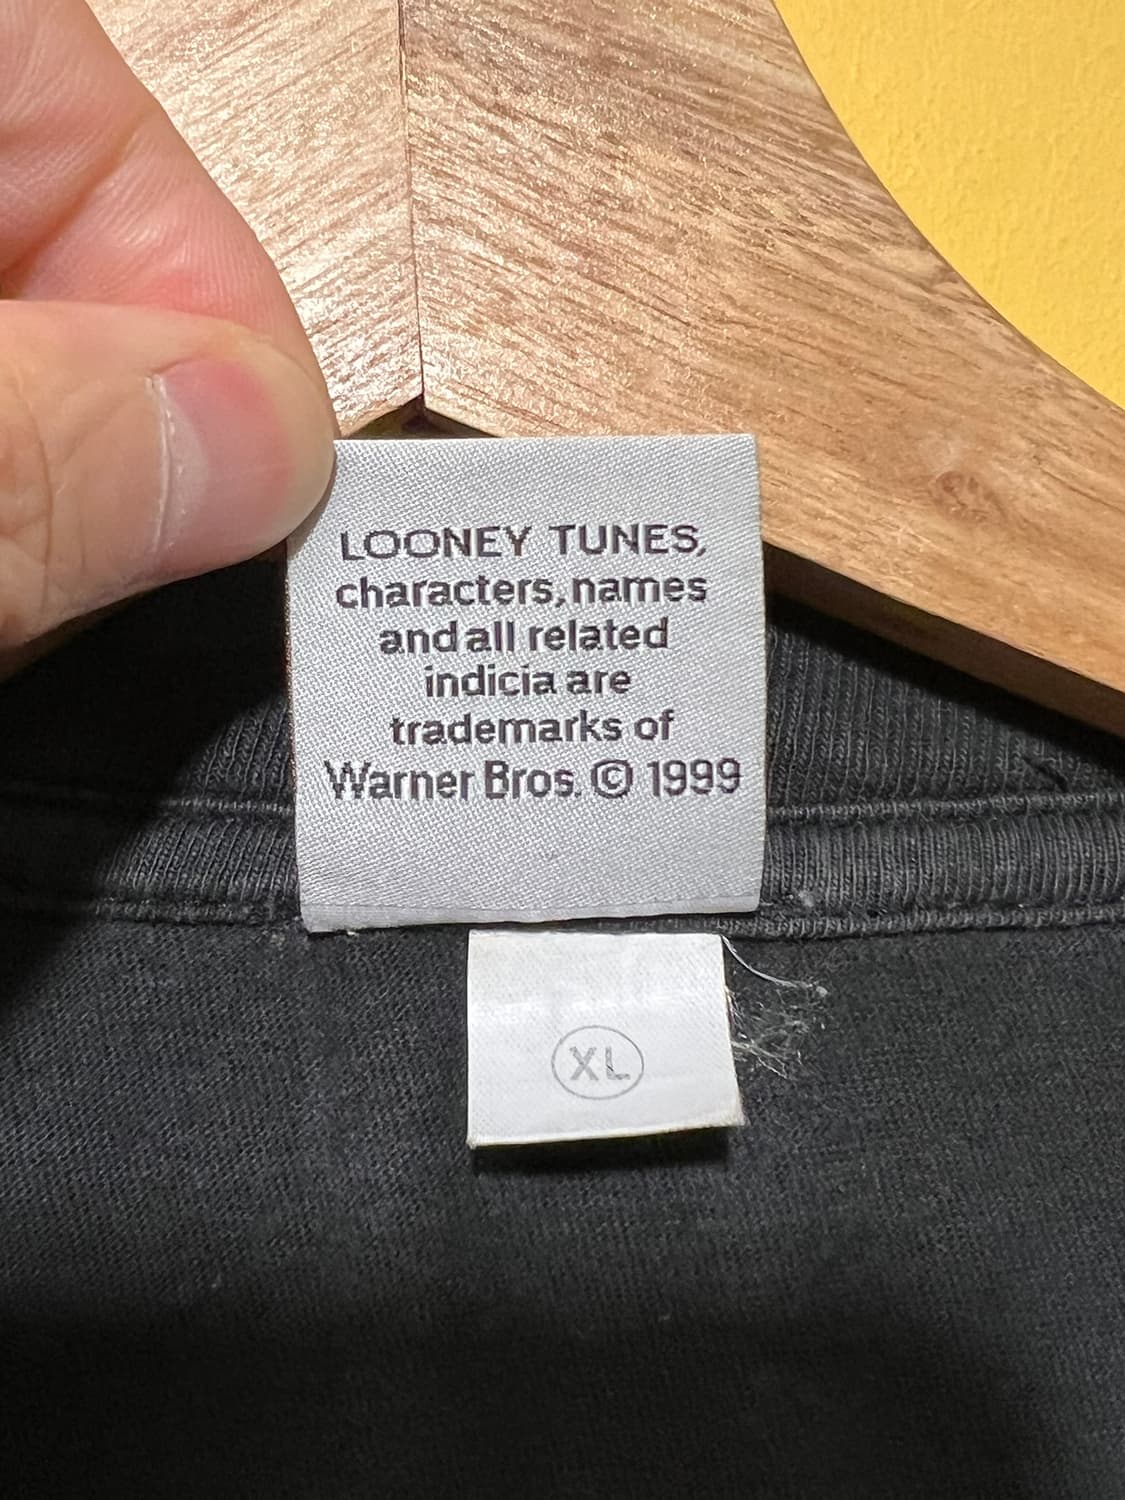 LOONEY TUNES,
characters, names
and all related
indicia are
trademarks of
Warner Bros. © 1999
XL